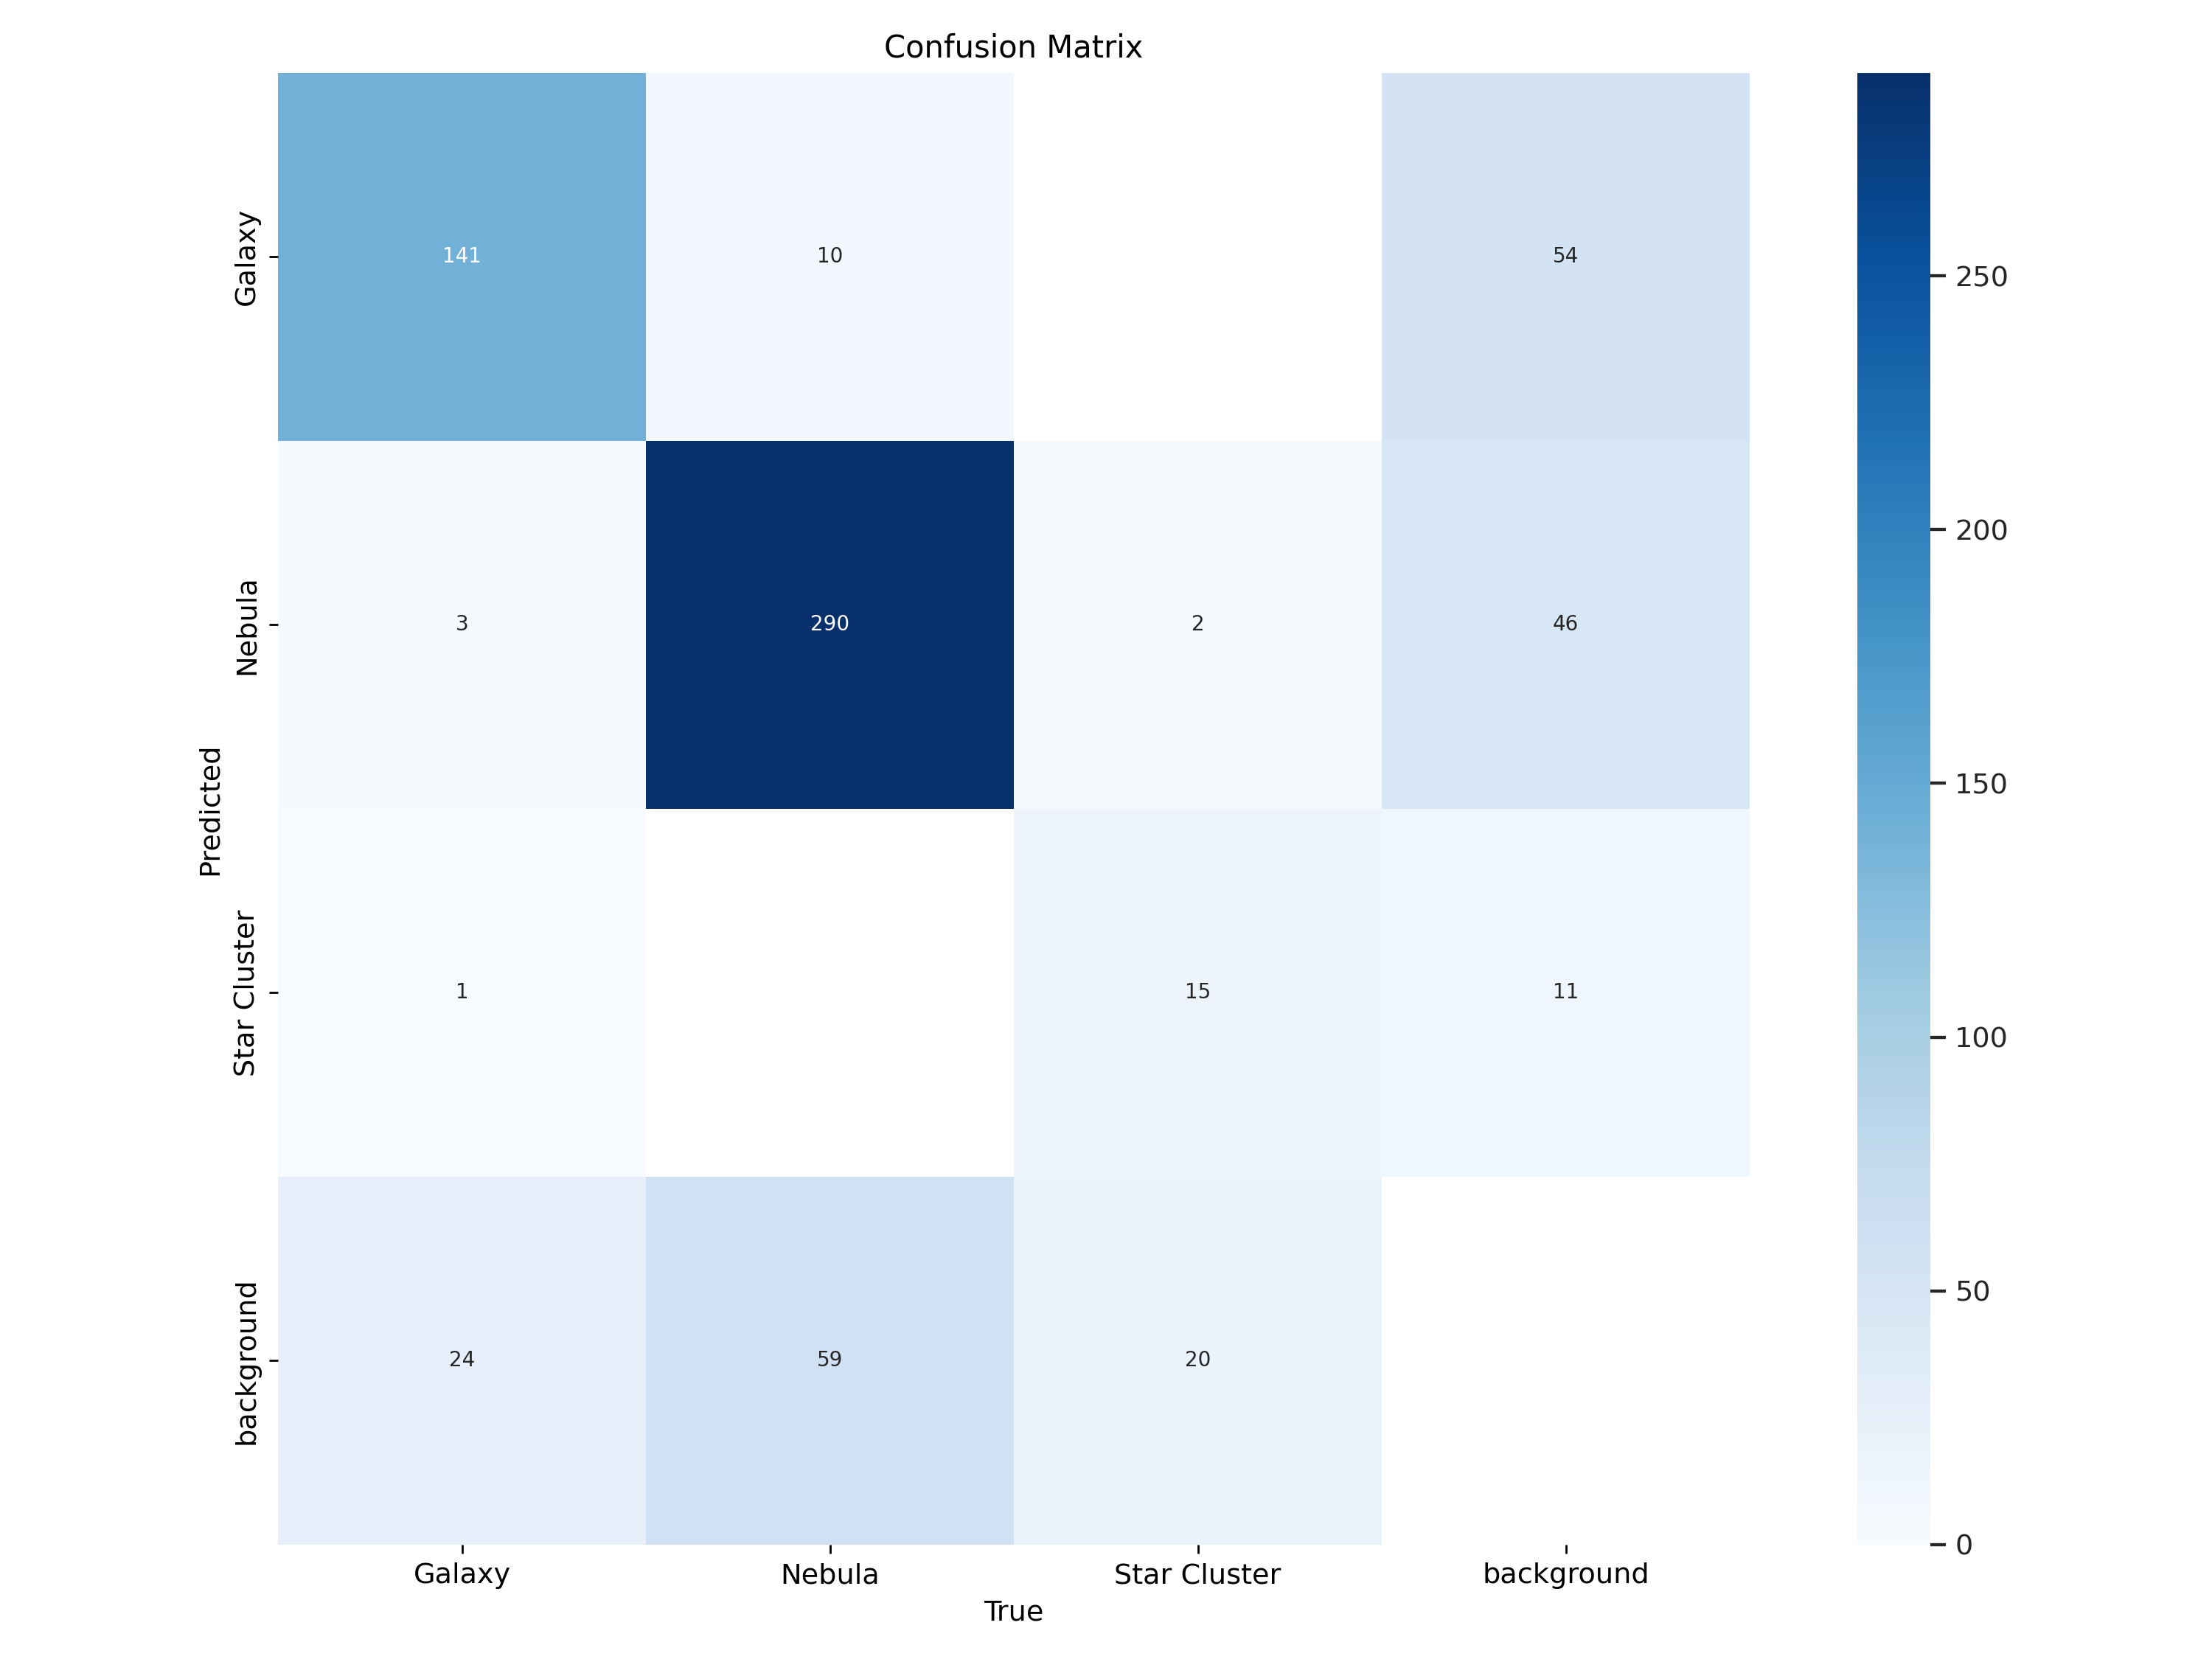 Confusion Matrix
Galaxy
141
10
54
Nebula
3
290
2
46
Star Cluster
1
15
11
background
24
59
20
Predicted
Galaxy
Nebula
Star Cluster
background
True
250
200
150
100
50
0